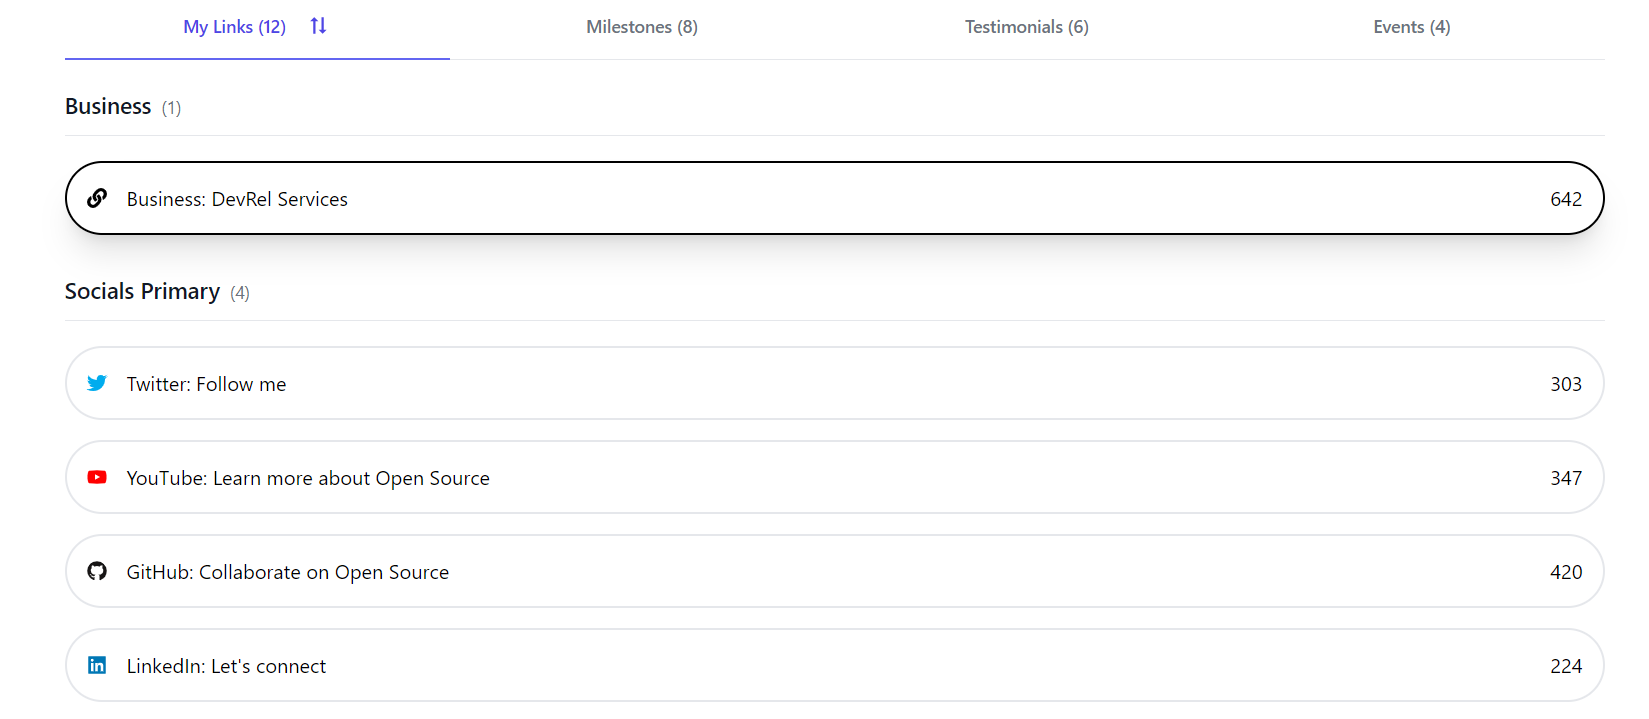 My Links (12) Milestones (8) Testimonials (6) Events (4)
Business (1)
Business: DevRel Services 642
Socials Primary (4)
Twitter: Follow me 303
YouTube: Learn more about Open Source 347
GitHub: Collaborate on Open Source 420
LinkedIn: Let's connect 224